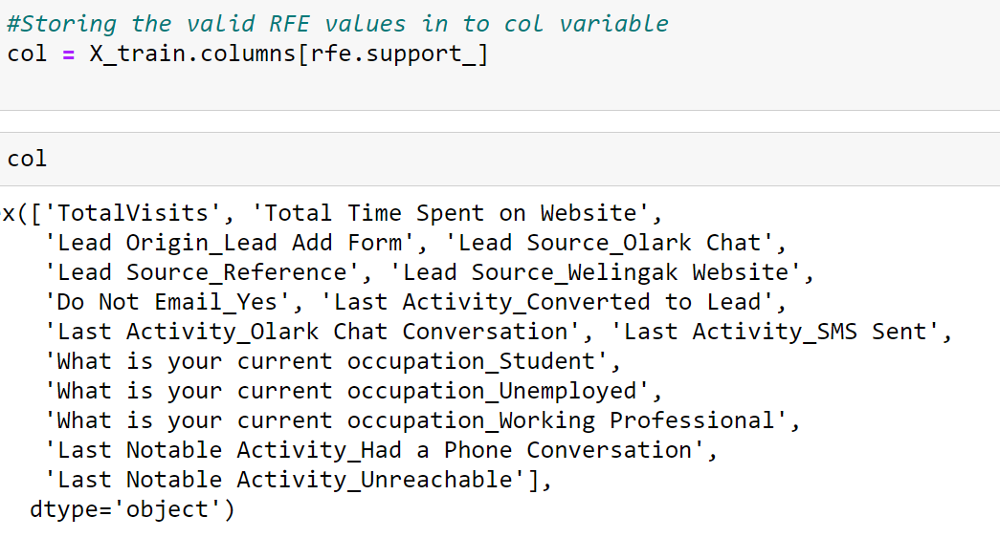 #Storing the valid RFE values in to col variable
col = X_train.columns[rfe.support_]
col
x(['TotalVisits', 'Total Time Spent on Website',
'Lead Origin_Lead Add Form', 'Lead Source_Olark Chat',
'Lead Source_Reference', 'Lead Source_Welingak Website',
'Do Not Email_Yes', 'Last Activity_Converted to Lead',
'Last Activity_Olark Chat Conversation', 'Last Activity_SMS Sent',
'What is your current occupation_Student',
'What is your current occupation_Unemployed',
'What is your current occupation_Working Professional',
'Last Notable Activity_Had a Phone Conversation',
'Last Notable Activity_Unreachable'],
dtype='object')